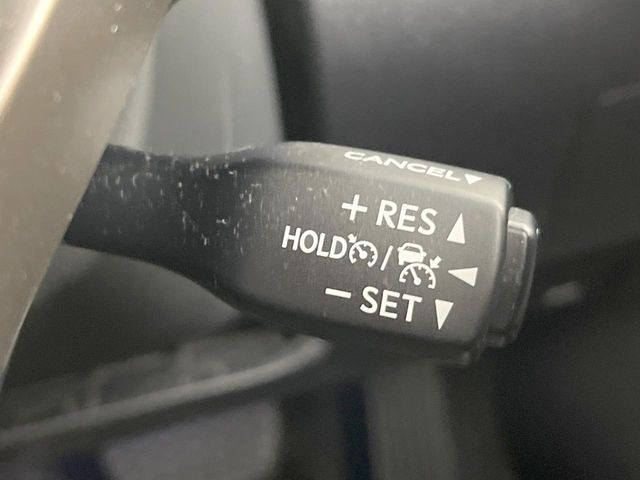 CANCEL▼
+ RES ▲
HOLD / ◀
− SET ▼